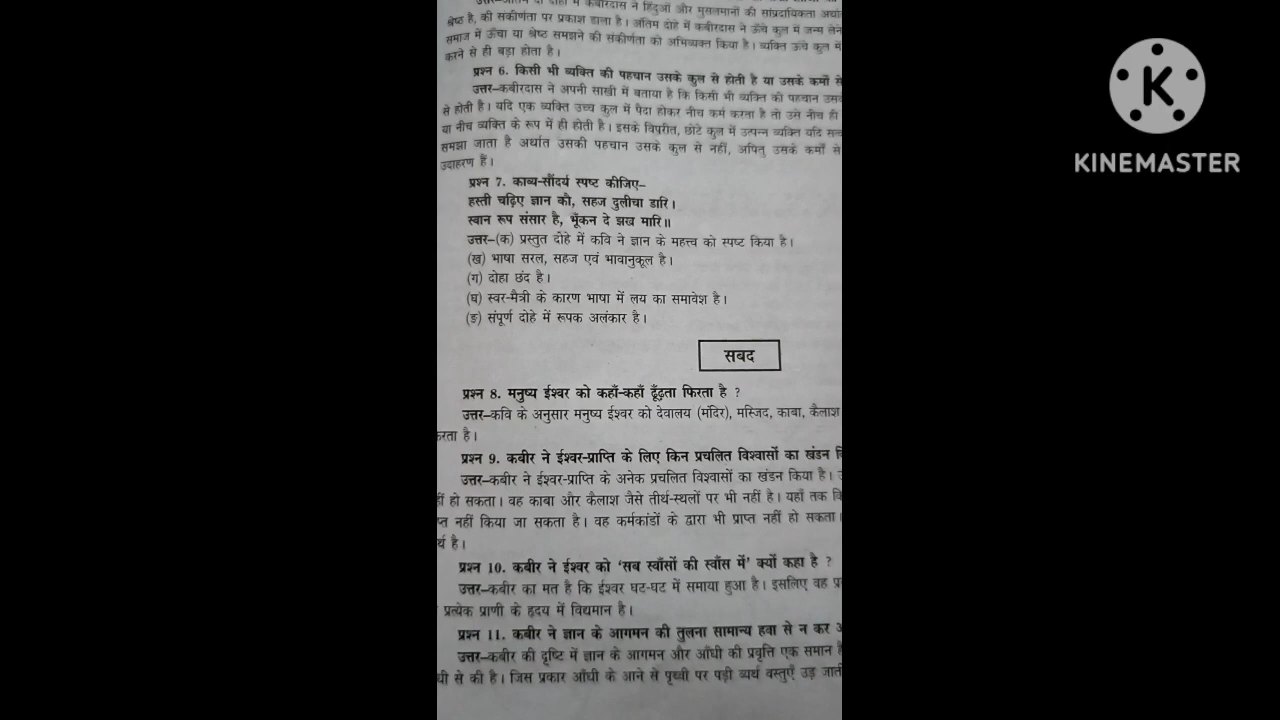 उत्तर–अंतिम दो दोहों में कबीरदास ने हिंदुओं और मुसलमानों की सांप्रदायिकता अर्थात
श्रेष्ठ है, की संकीर्णता पर प्रकाश डाला है। अंतिम दोहे में कबीरदास ने ऊँचे कुल में जन्म लेने
समाज में ऊँचा या श्रेष्ठ समझने की संकीर्णता को अभिव्यक्त किया है। व्यक्ति ऊँचे कुल में
करने से ही बड़ा होता है।
प्रश्न 6. किसी भी व्यक्ति की पहचान उसके कुल से होती है या उसके कर्मों से
उत्तर–कबीरदास ने अपनी साखी में बताया है कि किसी भी व्यक्ति की पहचान उसके
से होती है। यदि एक व्यक्ति उच्च कुल में पैदा होकर नीच कर्म करता है तो उसे नीच ही
या नीच व्यक्ति के रूप में ही होती है। इसके विपरीत, छोटे कुल में उत्पन्न व्यक्ति यदि
समझा जाता है अर्थात उसकी पहचान उसके कुल से नहीं, अपितु उसके कर्मों से
उदाहरण हैं।
प्रश्न 7. काव्य-सौंदर्य स्पष्ट कीजिए–
हस्ती चढ़िए ज्ञान कौ, सहज दुलीचा डारि।
स्वान रूप संसार है, भूँकन दे झख मारि॥
उत्तर–(क) प्रस्तुत दोहे में कवि ने ज्ञान के महत्त्व को स्पष्ट किया है।
(ख) भाषा सरल, सहज एवं भावानुकूल है।
(ग) दोहा छंद है।
(घ) स्वर-मैत्री के कारण भाषा में लय का समावेश है।
(ङ) संपूर्ण दोहे में रूपक अलंकार है।
सबद
प्रश्न 8. मनुष्य ईश्वर को कहाँ-कहाँ ढूँढ़ता फिरता है ?
उत्तर–कवि के अनुसार मनुष्य ईश्वर को देवालय (मंदिर), मस्जिद, काबा, कैलाश
करता है।
प्रश्न 9. कबीर ने ईश्वर-प्राप्ति के लिए किन प्रचलित विश्वासों का खंडन
उत्तर–कबीर ने ईश्वर-प्राप्ति के अनेक प्रचलित विश्वासों का खंडन किया है।
हीं हो सकता। वह काबा और कैलाश जैसे तीर्थ-स्थलों पर भी नहीं है। यहाँ तक
प्त नहीं किया जा सकता है। वह कर्मकांडों के द्वारा भी प्राप्त नहीं हो सकता।
र्थ है।
प्रश्न 10. कबीर ने ईश्वर को ‘सब स्वाँसों की स्वाँस में’ क्यों कहा है ?
उत्तर–कबीर का मत है कि ईश्वर घट-घट में समाया हुआ है। इसलिए वह
प्रत्येक प्राणी के हृदय में विद्यमान है।
प्रश्न 11. कबीर ने ज्ञान के आगमन की तुलना सामान्य हवा से न कर
उत्तर–कबीर की दृष्टि में ज्ञान के आगमन और आँधी की प्रवृत्ति एक समान है
धी से की है। जिस प्रकार आँधी के आने से पृथ्वी पर पड़ी व्यर्थ वस्तुएँ उड़ जाती
K
KINEMASTER